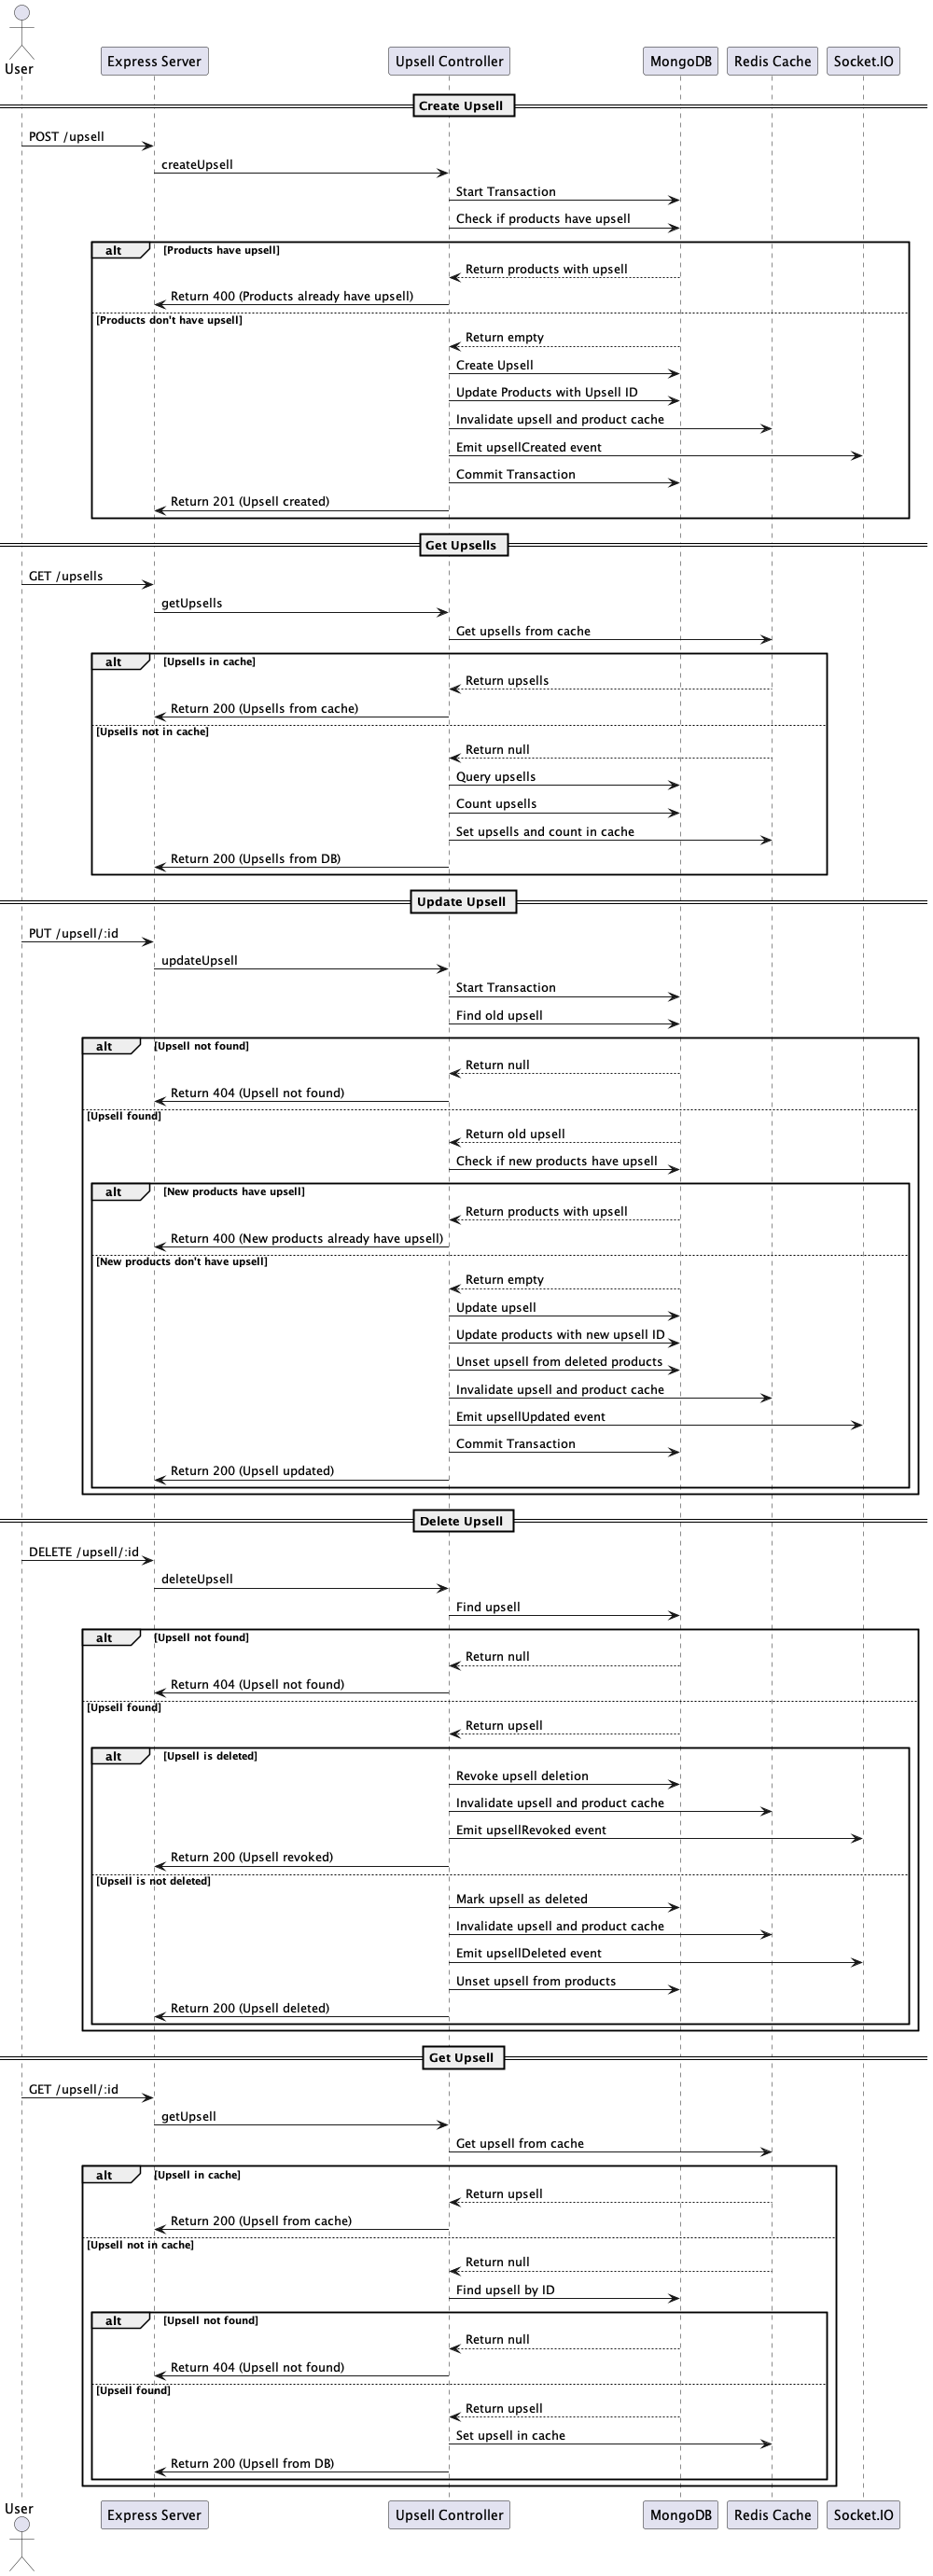 User
Express Server
Upsell Controller
MongoDB
Redis Cache
Socket.IO
Create Upsell
POST /upsell
createUpsell
Start Transaction
Check if products have upsell
alt
[Products have upsell]
Return products with upsell
Return 400 (Products already have upsell)
[Products don't have upsell]
Return empty
Create Upsell
Update Products with Upsell ID
Invalidate upsell and product cache
Emit upsellCreated event
Commit Transaction
Return 201 (Upsell created)
Get Upsells
GET /upsells
getUpsells
Get upsells from cache
alt
[Upsells in cache]
Return upsells
Return 200 (Upsells from cache)
[Upsells not in cache]
Return null
Query upsells
Count upsells
Set upsells and count in cache
Return 200 (Upsells from DB)
Update Upsell
PUT /upsell/:id
updateUpsell
Start Transaction
Find old upsell
alt
[Upsell not found]
Return null
Return 404 (Upsell not found)
[Upsell found]
Return old upsell
Check if new products have upsell
alt
[New products have upsell]
Return products with upsell
Return 400 (New products already have upsell)
[New products don't have upsell]
Return empty
Update upsell
Update products with new upsell ID
Unset upsell from deleted products
Invalidate upsell and product cache
Emit upsellUpdated event
Commit Transaction
Return 200 (Upsell updated)
Delete Upsell
DELETE /upsell/:id
deleteUpsell
Find upsell
alt
[Upsell not found]
Return null
Return 404 (Upsell not found)
[Upsell found]
Return upsell
alt
[Upsell is deleted]
Revoke upsell deletion
Invalidate upsell and product cache
Emit upsellRevoked event
Return 200 (Upsell revoked)
[Upsell is not deleted]
Mark upsell as deleted
Invalidate upsell and product cache
Emit upsellDeleted event
Unset upsell from products
Return 200 (Upsell deleted)
Get Upsell
GET /upsell/:id
getUpsell
Get upsell from cache
alt
[Upsell in cache]
Return upsell
Return 200 (Upsell from cache)
[Upsell not in cache]
Return null
Find upsell by ID
alt
[Upsell not found]
Return null
Return 404 (Upsell not found)
[Upsell found]
Return upsell
Set upsell in cache
Return 200 (Upsell from DB)
User
Express Server
Upsell Controller
MongoDB
Redis Cache
Socket.IO